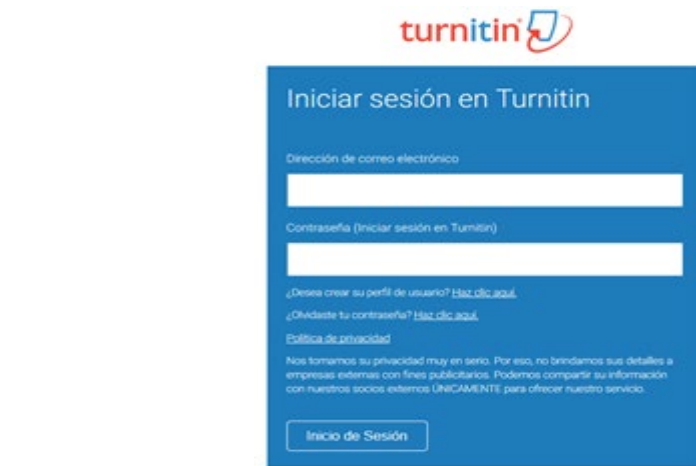 turnitin
Iniciar sesión en Turnitin
Dirección de correo electrónico
Contraseña (Iniciar sesión en Turnitin)
¿Desea crear su perfil de usuario? Haz clic aquí.
¿Olvidaste tu contraseña? Haz clic aquí.
Política de privacidad
Nos tomamos su privacidad muy en serio. Por eso, no brindamos sus detalles a
empresas externas con fines publicitarios. Podemos compartir su información
con nuestros socios externos ÚNICAMENTE para ofrecer nuestro servicio.
Inicio de Sesión